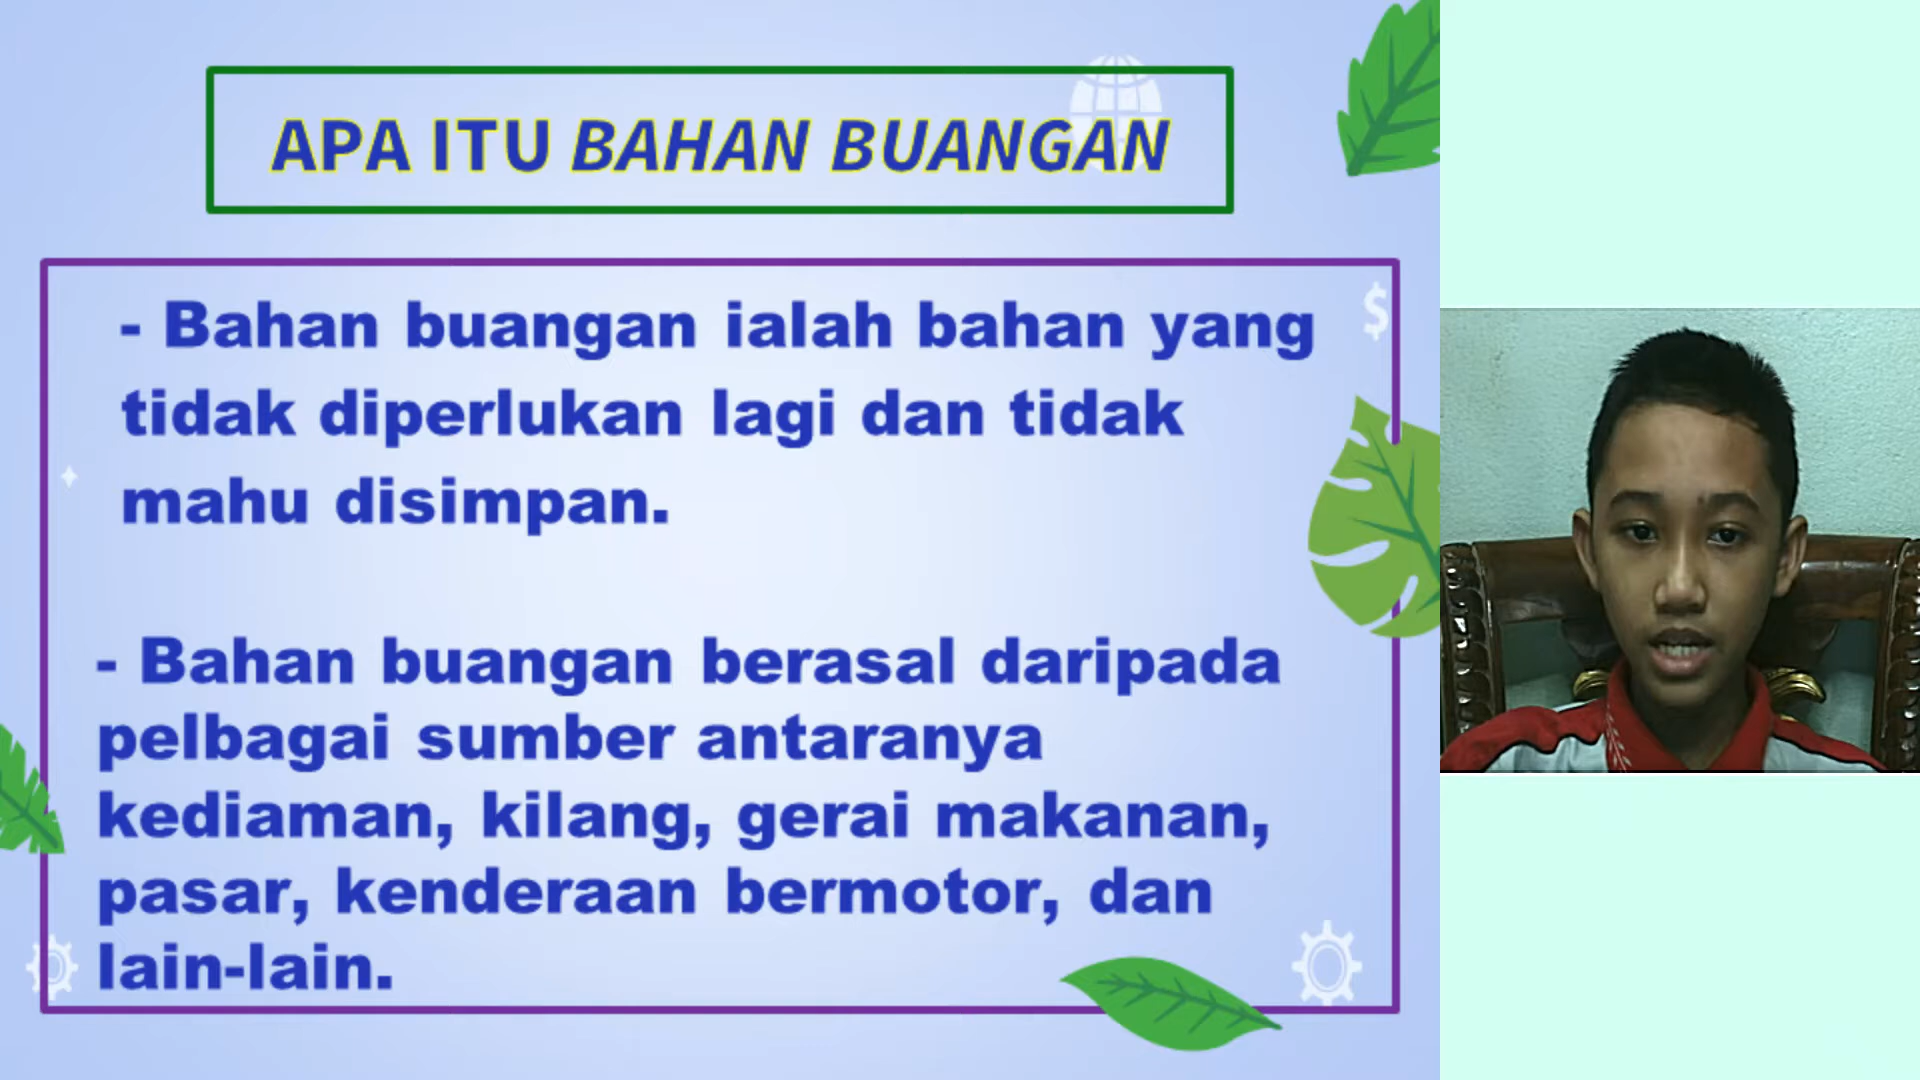 APA ITU BAHAN BUANGAN
- Bahan buangan ialah bahan yang
tidak diperlukan lagi dan tidak
mahu disimpan.
- Bahan buangan berasal daripada
pelbagai sumber antaranya
kediaman, kilang, gerai makanan,
pasar, kenderaan bermotor, dan
lain-lain.